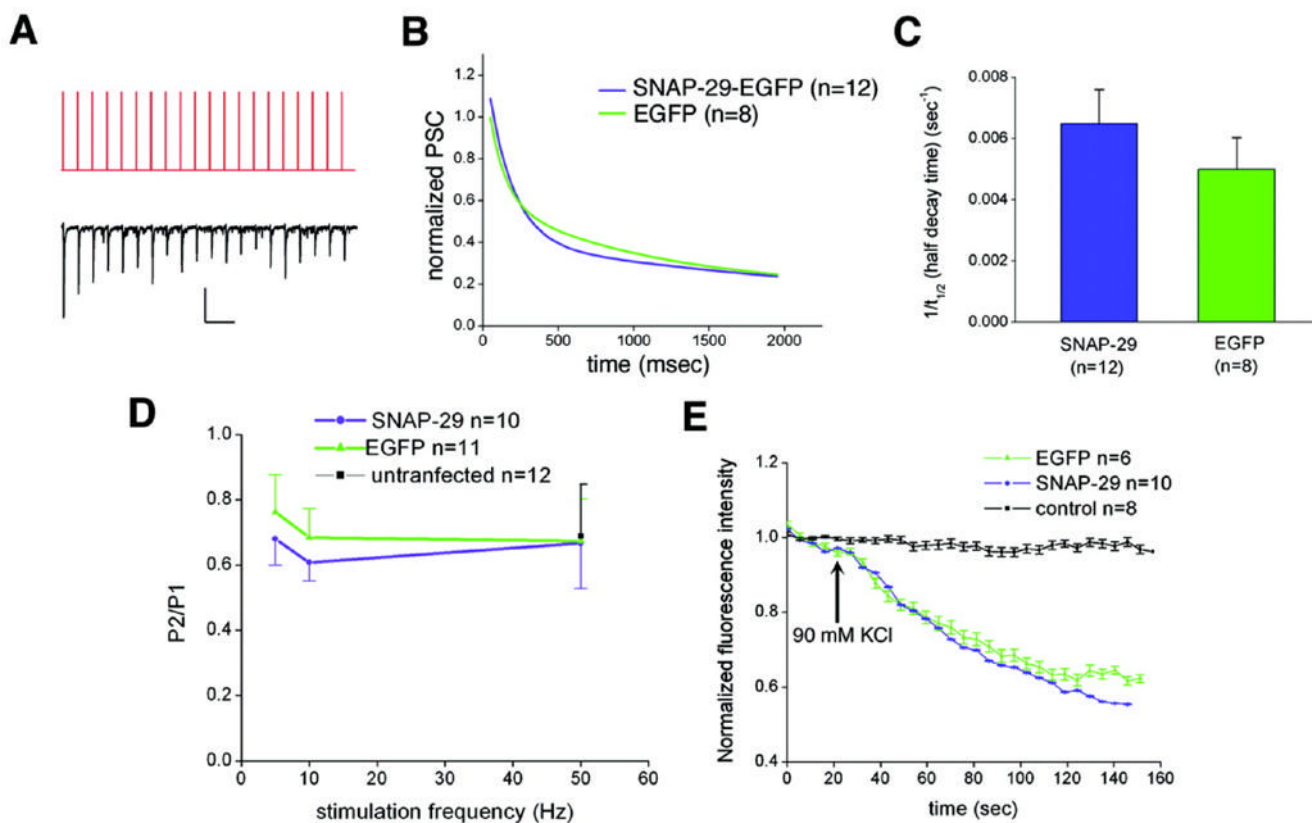 A
B
normalized PSC
1.2
1.0
0.8
0.6
0.4
0.2
0.0
SNAP-29-EGFP (n=12)
EGFP (n=8)
0
500
1000
1500
2000
time (msec)
C
1/t1/2 (half decay time) (sec-1)
0.008
0.006
0.004
0.002
0.000
SNAP-29
(n=12)
EGFP
(n=8)
D
P2/P1
1.0
0.8
0.6
0.4
0.2
0.0
SNAP-29 n=10
EGFP n=11
untranfected n=12
0
10
20
30
40
50
60
stimulation frequency (Hz)
E
Normalized fluorescence intensity
1.2
1.0
0.8
0.6
0.4
EGFP n=6
SNAP-29 n=10
control n=8
90 mM KCl
0
20
40
60
80
100
120
140
160
time (sec)